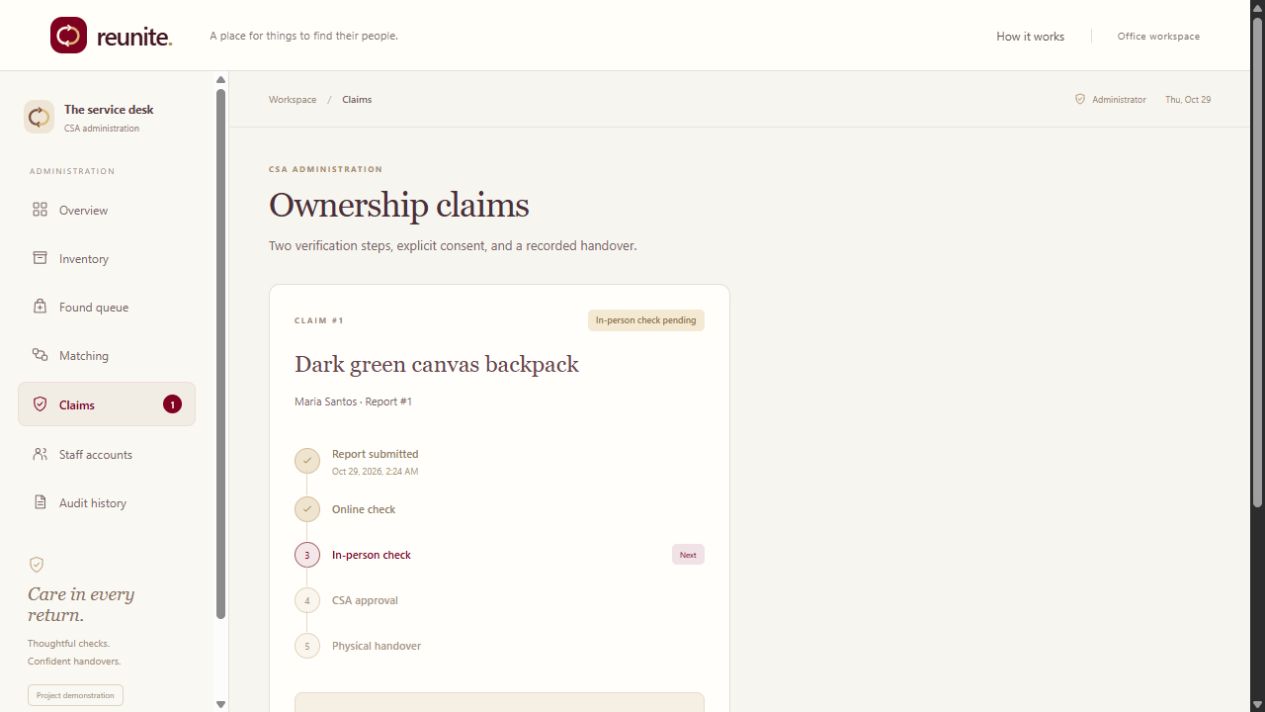 reunite.
A place for things to find their people.
How it works
Office workspace
The service desk
CSA administration
ADMINISTRATION
Overview
Inventory
Found queue
Matching
Claims 1
Staff accounts
Audit history
Care in every
return.
Thoughtful checks.
Confident handovers.
Project demonstration
Workspace / Claims
Administrator
Thu, Oct 29
CSA ADMINISTRATION
Ownership claims
Two verification steps, explicit consent, and a recorded handover.
CLAIM #1
In-person check pending
Dark green canvas backpack
Maria Santos · Report #1
Report submitted
Oct 29, 2026, 2:24 AM
Online check
3 In-person check Next
4 CSA approval
5 Physical handover